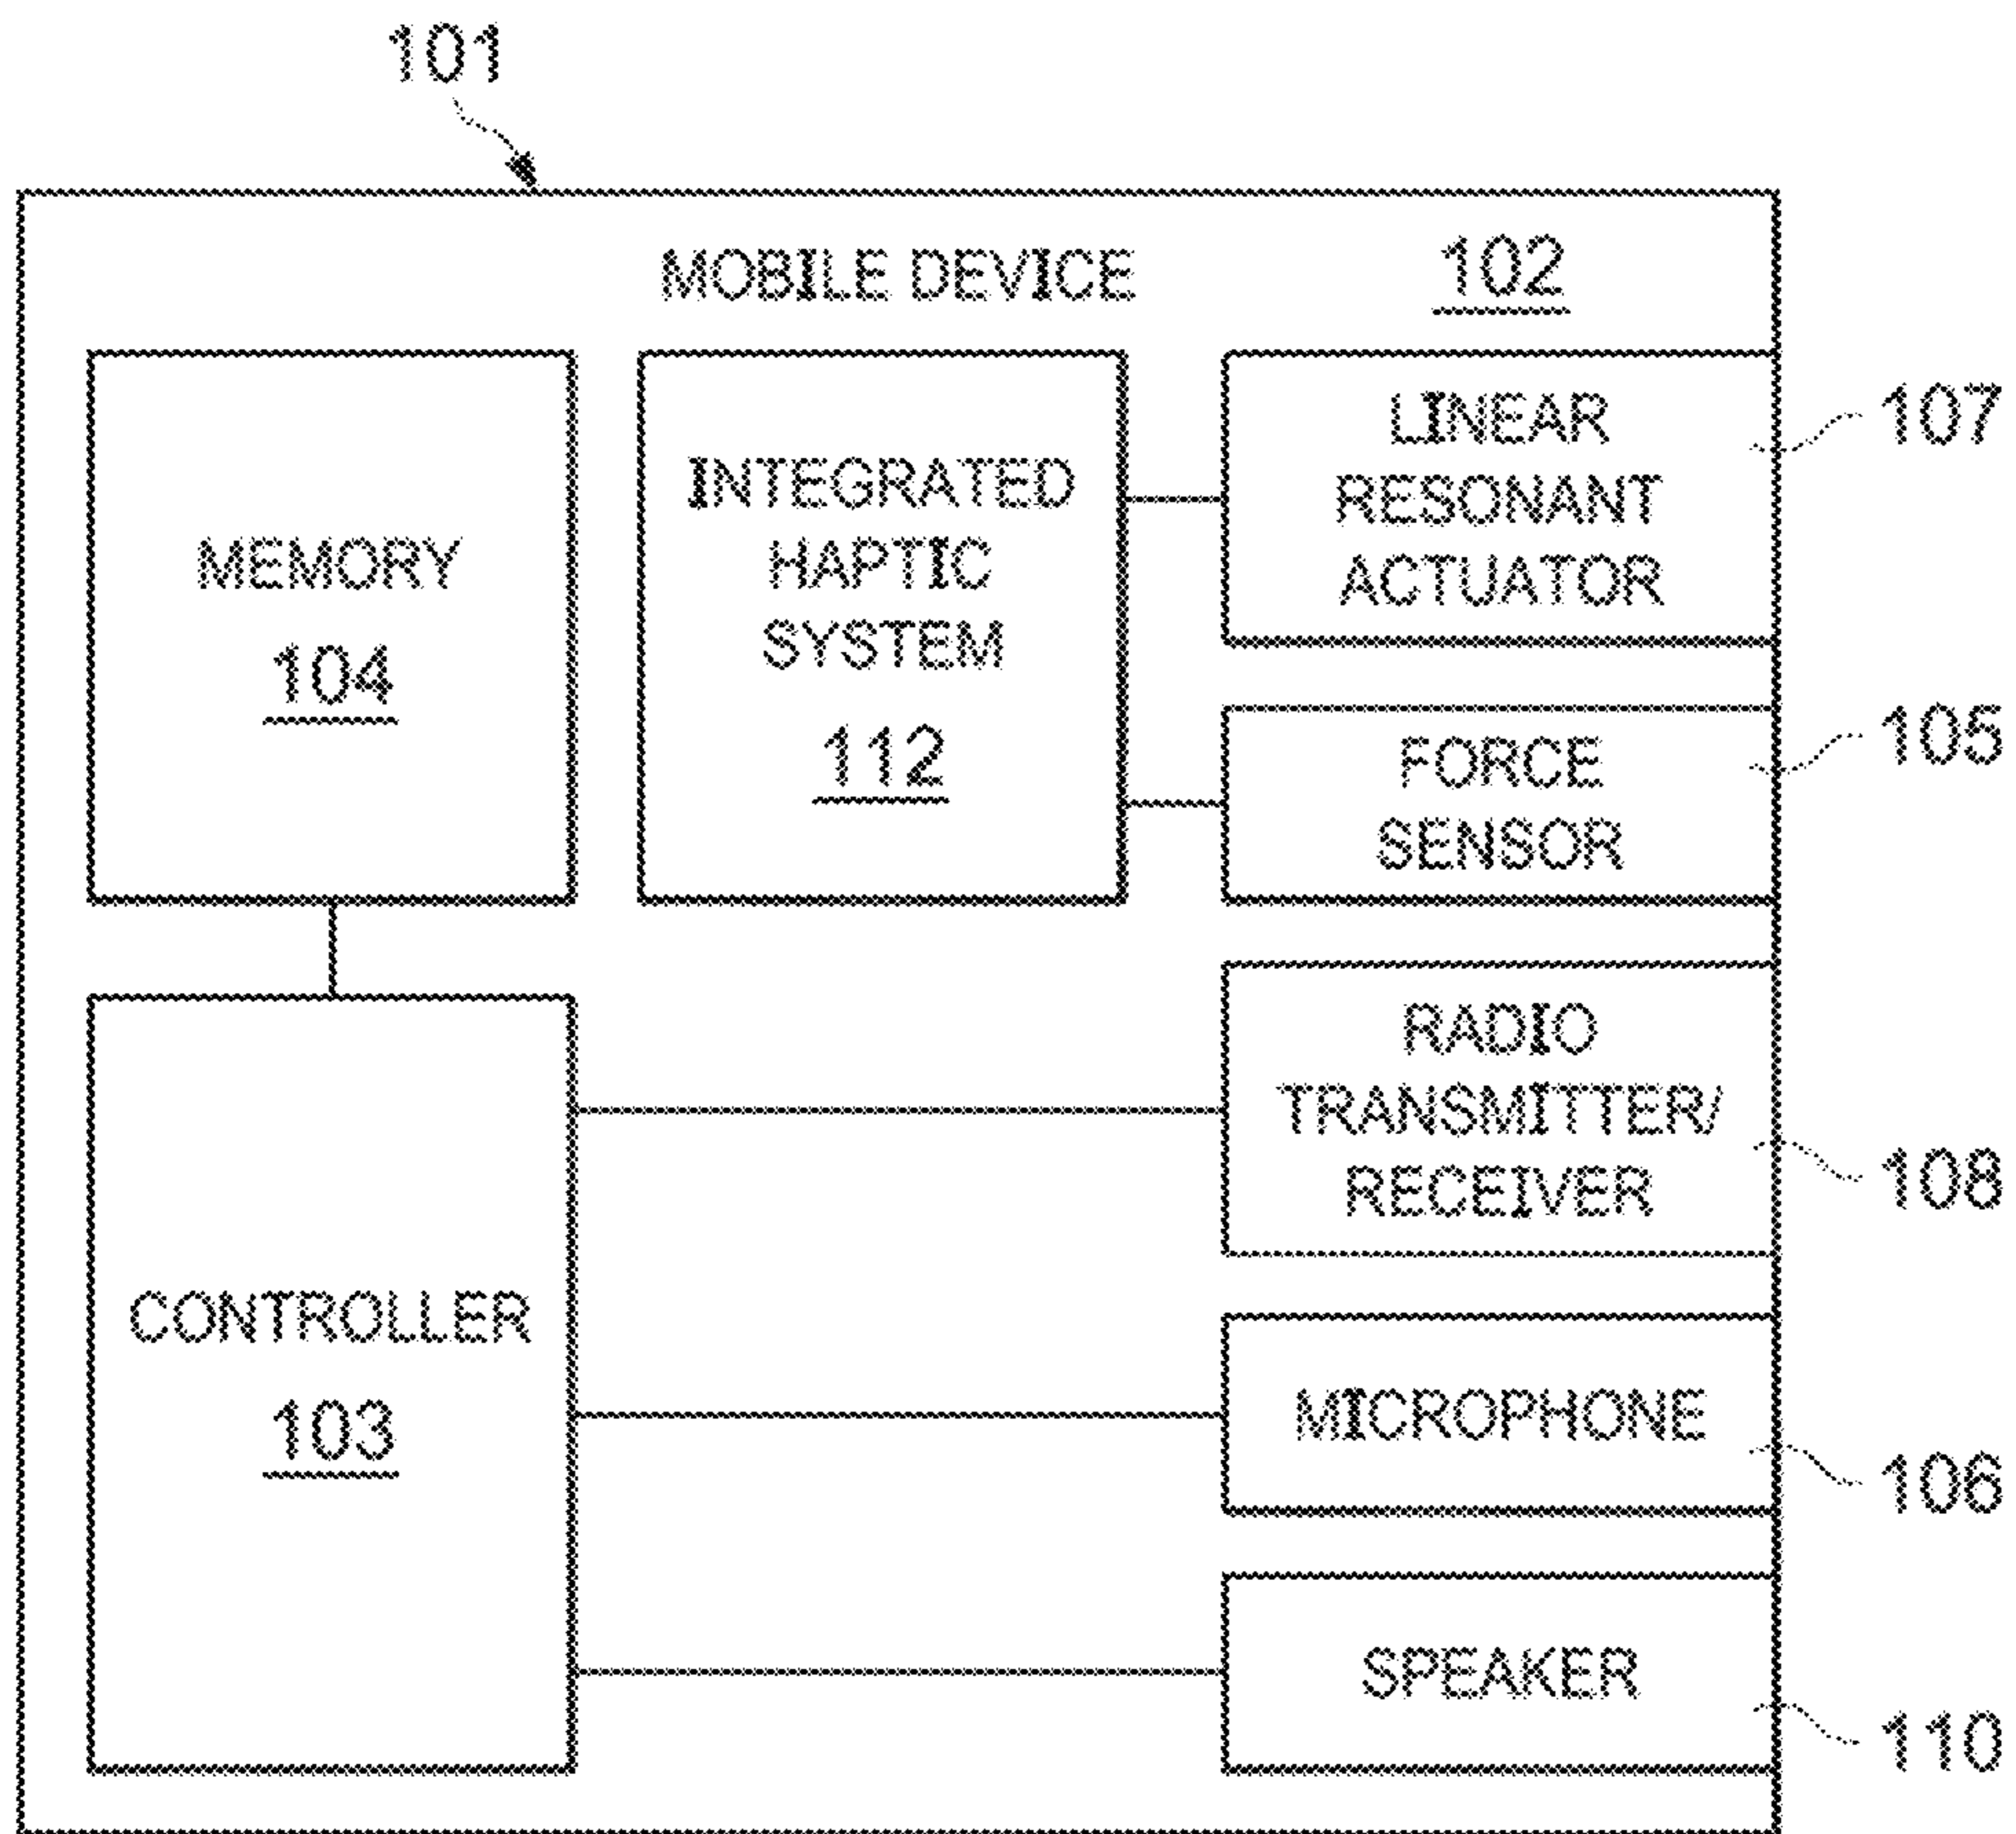 101
MOBILE DEVICE 102
MEMORY
104
INTEGRATED
HAPTIC
SYSTEM
112
LINEAR
RESONANT
ACTUATOR
107
FORCE
SENSOR
105
CONTROLLER
103
RADIO
TRANSMITTER/
RECEIVER
108
MICROPHONE
106
SPEAKER
110